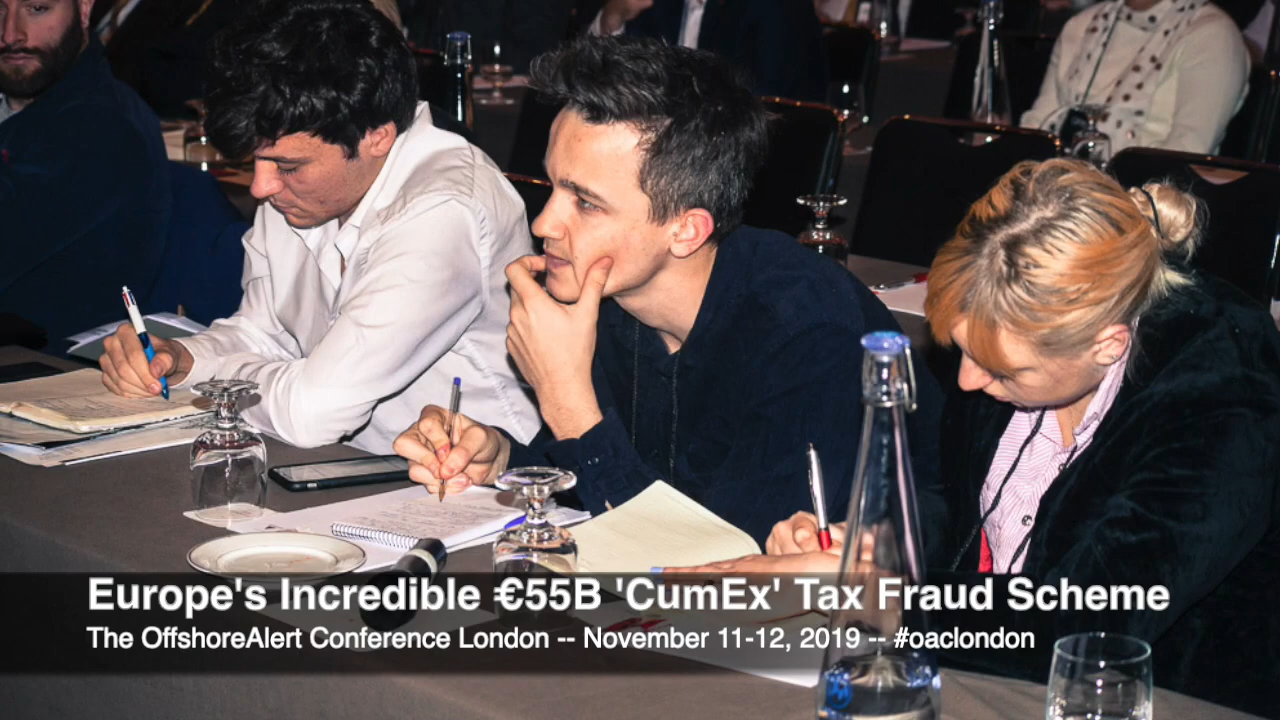 Europe's Incredible €55B 'CumEx' Tax Fraud Scheme
The OffshoreAlert Conference London -- November 11-12, 2019 -- #oaclondon